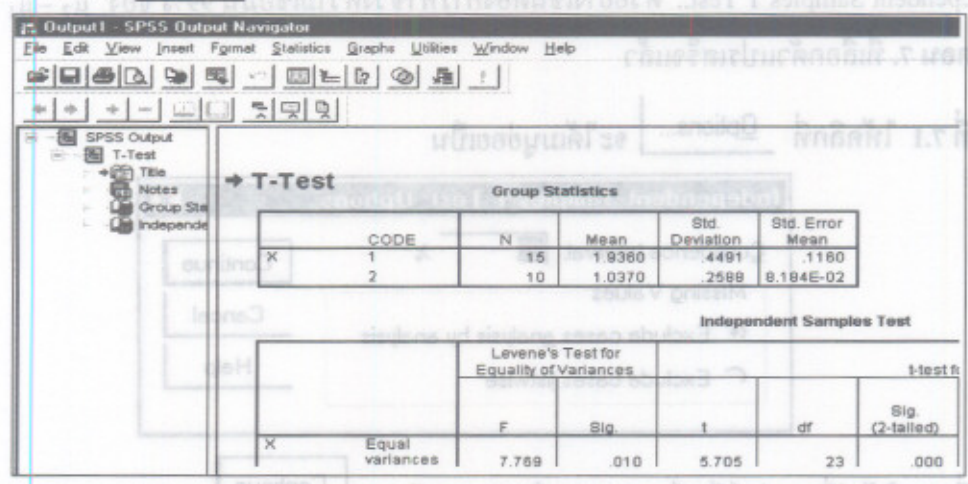 Output1 - SPSS Output Navigator
File Edit View Insert Format Statistics Graphs Utilities Window Help
SPSS Output
T-Test
Title
Notes
Group Sta
Independe
T-Test
Group Statistics
CODE N Mean Std. Deviation Std. Error Mean
X 1 15 1.9360 .4491 .1160
2 10 1.0370 .2588 8.184E-02
Independent Samples Test
Levene's Test for Equality of Variances t-test fo
F Sig. t df Sig. (2-tailed)
X Equal variances 7.769 .010 5.705 23 .000